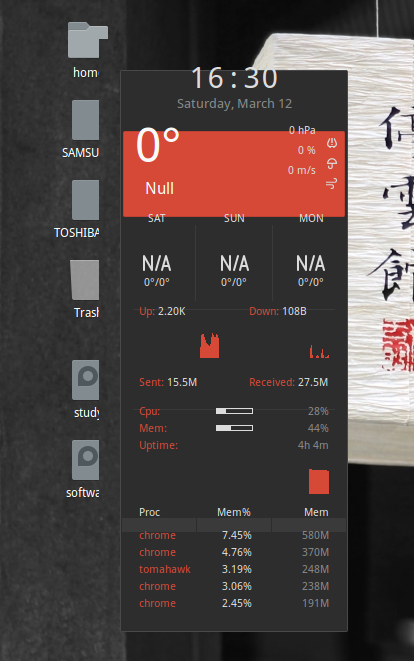 home
SAMSU
TOSHIBA
Trash
study
softwa
16:30
Saturday, March 12
0°
Null
0 hPa
0 %
0 m/s
SAT SUN MON
N/A N/A N/A
0°/0° 0°/0° 0°/0°
Up: 2.20K Down: 108B
Sent: 15.5M Received: 27.5M
Cpu: 28%
Mem: 44%
Uptime: 4h 4m
Proc Mem% Mem
chrome 7.45% 580M
chrome 4.76% 370M
tomahawk 3.19% 248M
chrome 3.06% 238M
chrome 2.45% 191M
雲